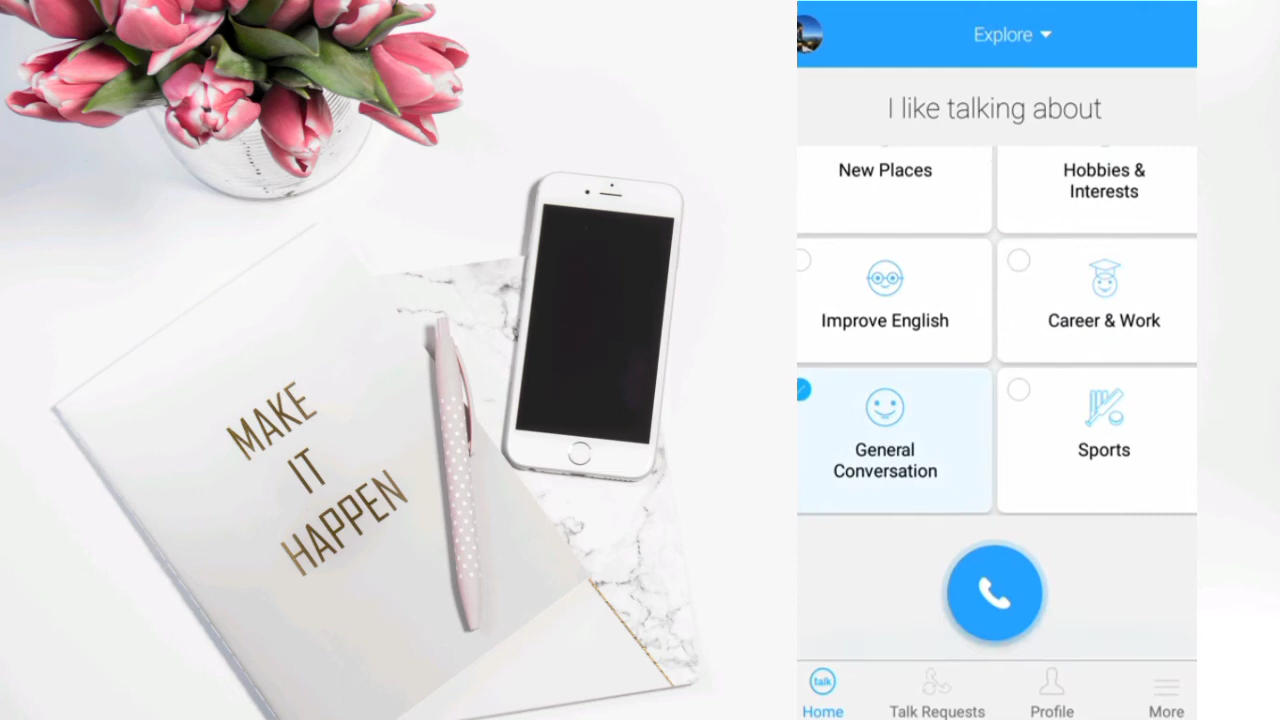 MAKE
IT
HAPPEN
Explore
I like talking about
New Places
Hobbies &
Interests
Improve English
Career & Work
General
Conversation
Sports
talk
Home
Talk Requests
Profile
More